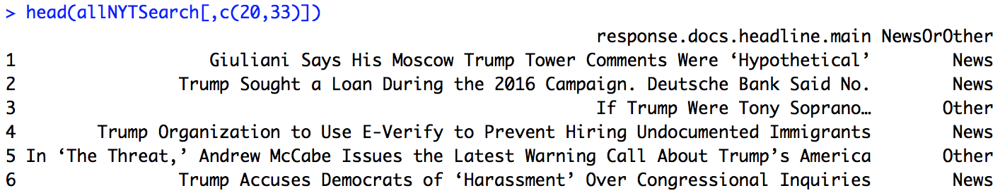 > head(allNYTSearch[,c(20,33)])
response.docs.headline.main NewsOrOther
1 Giuliani Says His Moscow Trump Tower Comments Were ‘Hypothetical’ News
2 Trump Sought a Loan During the 2016 Campaign. Deutsche Bank Said No. News
3 If Trump Were Tony Soprano… Other
4 Trump Organization to Use E-Verify to Prevent Hiring Undocumented Immigrants News
5 In ‘The Threat,’ Andrew McCabe Issues the Latest Warning Call About Trump’s America Other
6 Trump Accuses Democrats of ‘Harassment’ Over Congressional Inquiries News